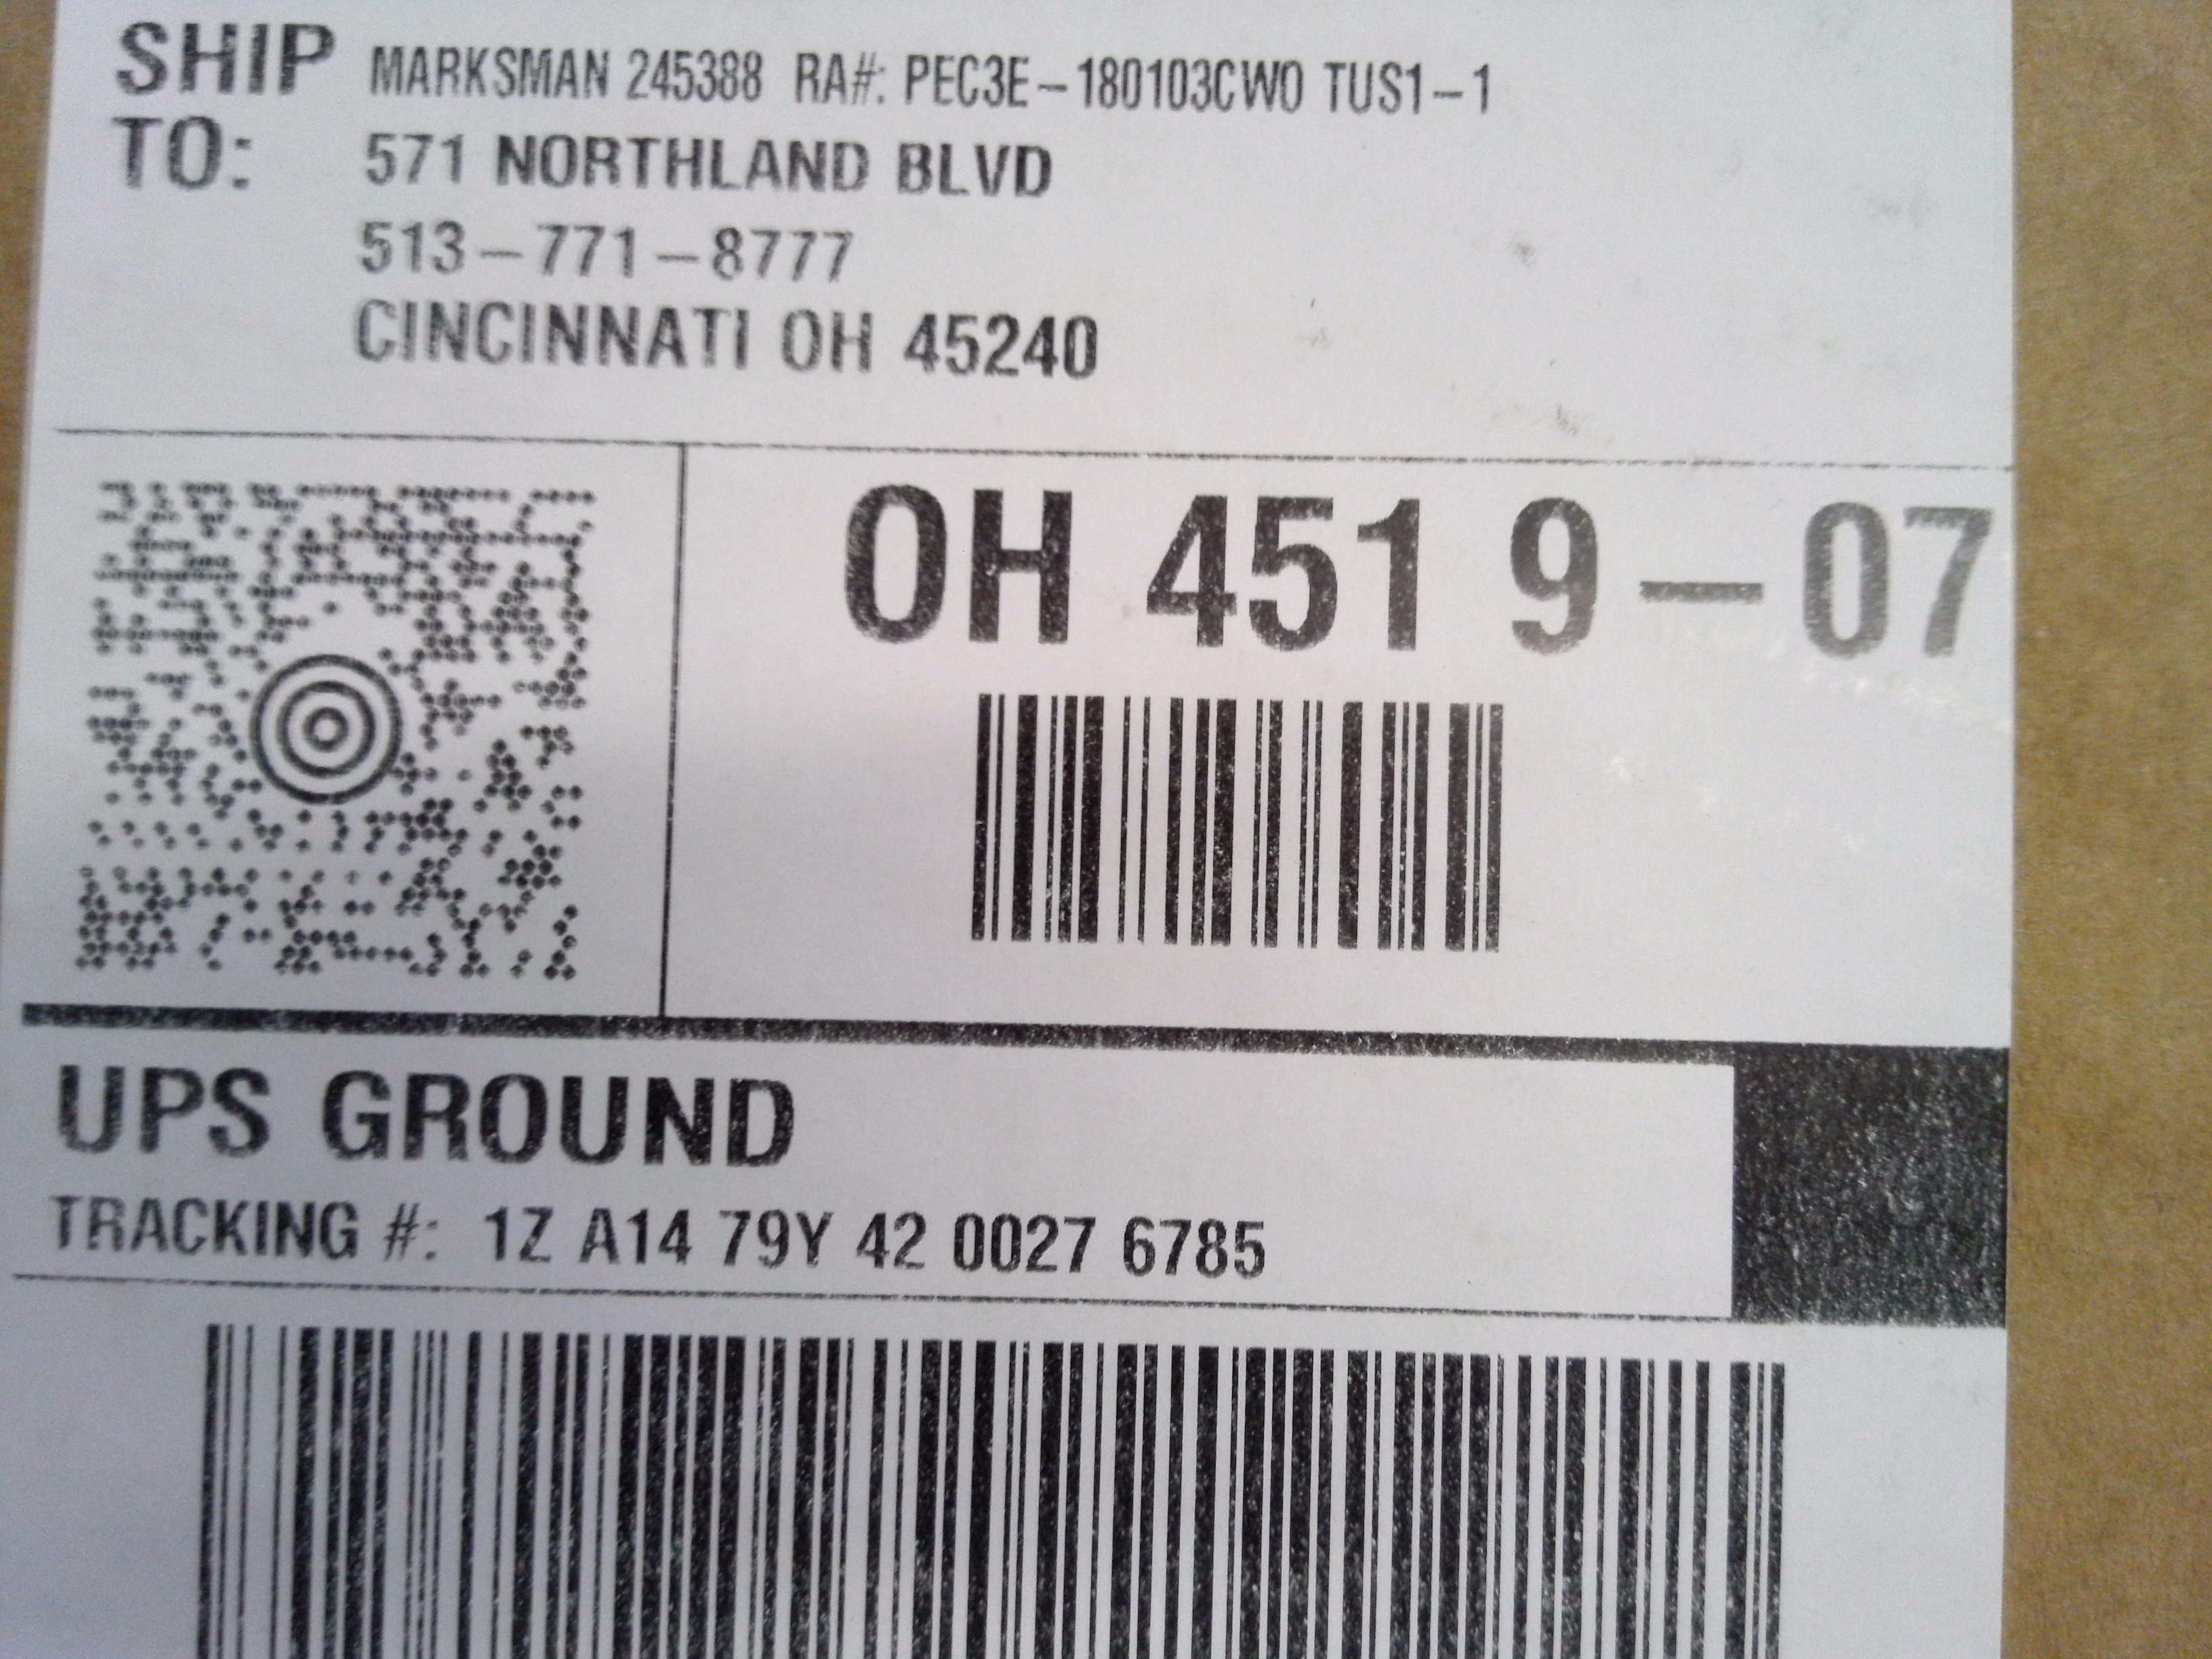 SHIP TO: MARKSMAN 245388 RA#: PEC3E-180103CWO TUS1-1
571 NORTHLAND BLVD
513-771-8777
CINCINNATI OH 45240
OH 451 9-07
UPS GROUND
TRACKING #: 1Z A14 79Y 42 0027 6785